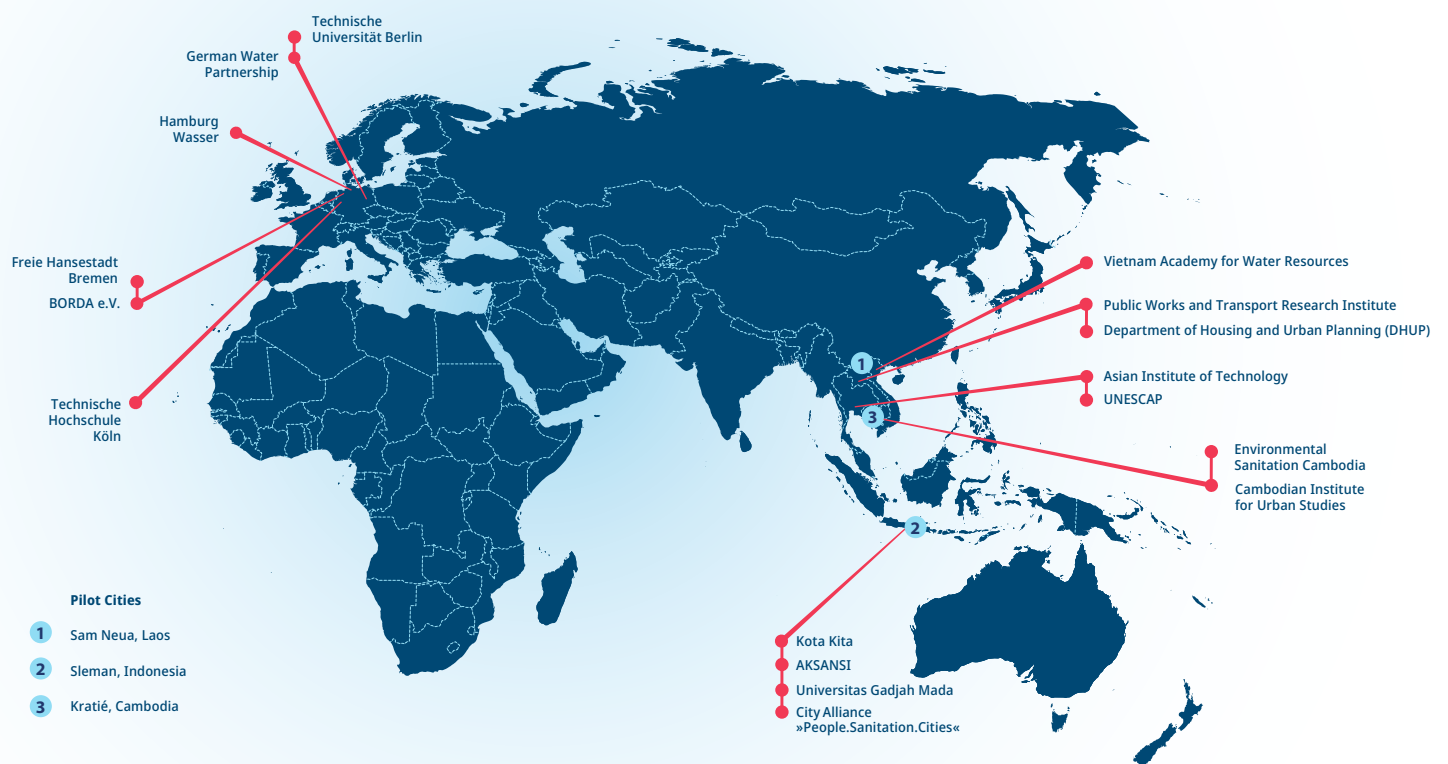 Technische
Universität Berlin
German Water
Partnership
Hamburg
Wasser
Freie Hansestadt
Bremen
BORDA e.V.
Technische
Hochschule
Köln
Vietnam Academy for Water Resources
Public Works and Transport Research Institute
Department of Housing and Urban Planning (DHUP)
Asian Institute of Technology
UNESCAP
Environmental
Sanitation Cambodia
Cambodian Institute
for Urban Studies
1
3
2
Kota Kita
AKSANSI
Universitas Gadjah Mada
City Alliance
»People.Sanitation.Cities«
Pilot Cities
1 Sam Neua, Laos
2 Sleman, Indonesia
3 Kratié, Cambodia